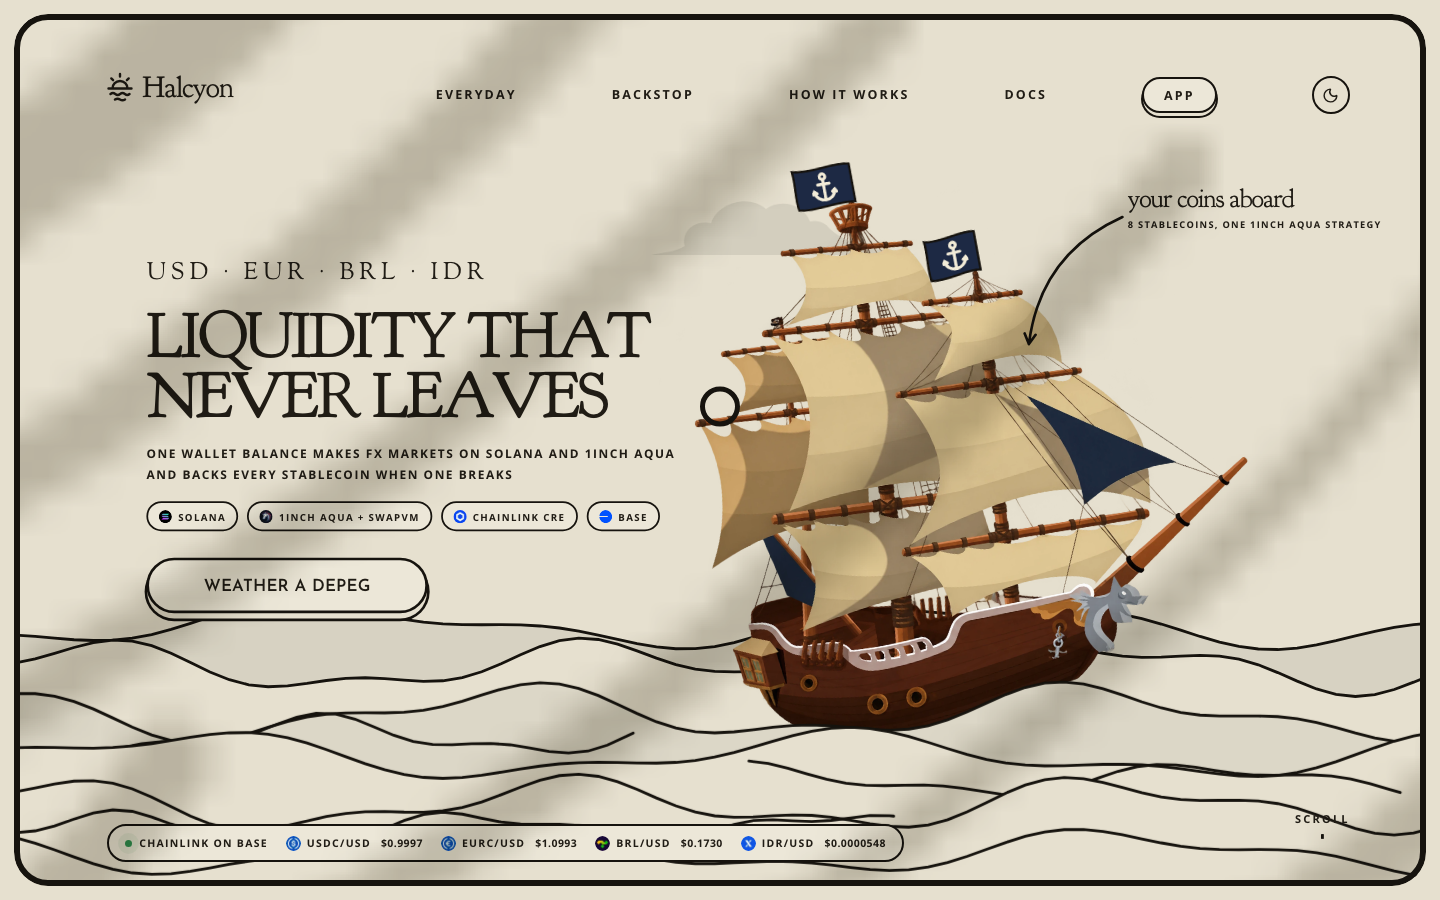 Halcyon
EVERYDAY
BACKSTOP
HOW IT WORKS
DOCS
APP
your coins aboard
8 STABLECOINS, ONE 1INCH AQUA STRATEGY
USD · EUR · BRL · IDR
LIQUIDITY THAT
NEVER LEAVES
ONE WALLET BALANCE MAKES FX MARKETS ON SOLANA AND 1INCH AQUA
AND BACKS EVERY STABLECOIN WHEN ONE BREAKS
SOLANA
1INCH AQUA + SWAPVM
CHAINLINK CRE
BASE
WEATHER A DEPEG
SCROLL
CHAINLINK ON BASE
USDC/USD $0.9997
EURC/USD $1.0993
BRL/USD $0.1730
IDR/USD $0.0000548